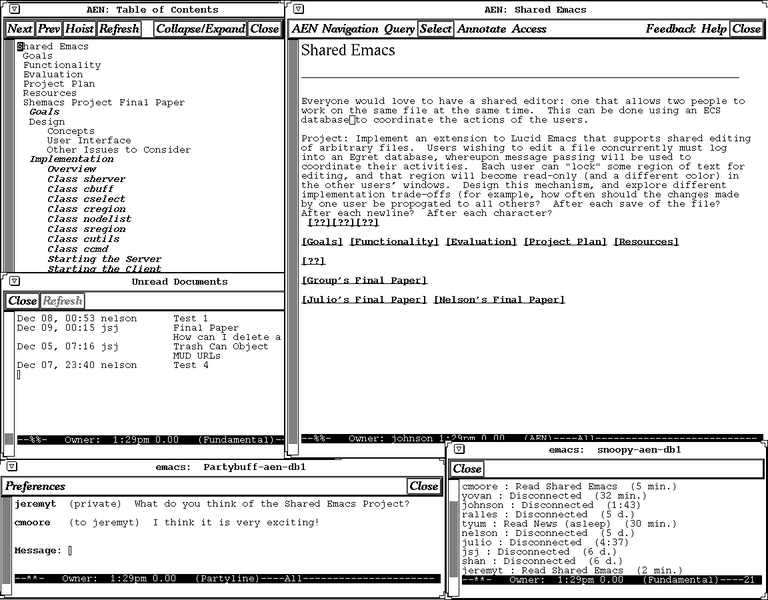 AEN: Table of Contents
Next Prev Hoist Refresh Collapse/Expand Close
Shared Emacs
Goals
Functionality
Evaluation
Project Plan
Resources
Shemacs Project Final Paper
Goals
Design
Concepts
User Interface
Other Issues to Consider
Implementation
Overview
Class sherver
Class cbuff
Class cselect
Class cregion
Class nodelist
Class sregion
Class cutils
Class ccmd
Starting the Server
Starting the Client
AEN: Shared Emacs
AEN Navigation Query Select Annotate Access Feedback Help Close
Shared Emacs
Everyone would love to have a shared editor: one that allows two people to
work on the same file at the same time.  This can be done using an ECS
database to coordinate the actions of the users.
Project: Implement an extension to Lucid Emacs that supports shared editing
of arbitrary files.  Users wishing to edit a file concurrently must log
into an Egret database, whereupon message passing will be used to
coordinate their activities.  Each user can "lock" some region of text for
editing, and that region will become read-only (and a different color) in
the other users' windows.  Design this mechanism, and explore different
implementation trade-offs (for example, how often should the changes made
by one user be propogated to all others?  After each save of the file?
After each newline?  After each character?
[??][??][??]
[Goals] [Functionality] [Evaluation] [Project Plan] [Resources]
[??]
[Group's Final Paper]
[Julio's Final Paper] [Nelson's Final Paper]
--%%-  Owner: johnson 1:29pm 0.00   (AEN)----All
Unread Documents
Close Refresh
Dec 08, 00:53 nelson Test 1
Dec 09, 00:15 jsj Final Paper
How can I delete a
Dec 05, 07:16 jsj Trash Can Object
MUD URLs
Dec 07, 23:40 nelson Test 4
--%%-  Owner:  1:29pm 0.00   (Fundamental)--
emacs:  Partybuff-aen-db1
Preferences Close
jeremyt  (private)  What do you think of the Shared Emacs Project?
cmoore   (to jeremyt)  I think it is very exciting!
Message:
--**-  Owner:  1:29pm 0.00   (Partyline)----All
emacs:  snoopy-aen-db1
Close
cmoore : Read Shared Emacs  (5 min.)
yovan : Disconnected  (32 min.)
johnson : Disconnected  (1:43)
ralles : Disconnected  (5 d.)
tyum : Read News (asleep)  (30 min.)
nelson : Disconnected  (5 d.)
julio : Disconnected  (4:37)
jsj : Disconnected  (6 d.)
shan : Disconnected  (6 d.)
jeremyt : Read Shared Emacs  (2 min.)
--**-  Owner:  1:29pm 0.00   (Fundamental)----21